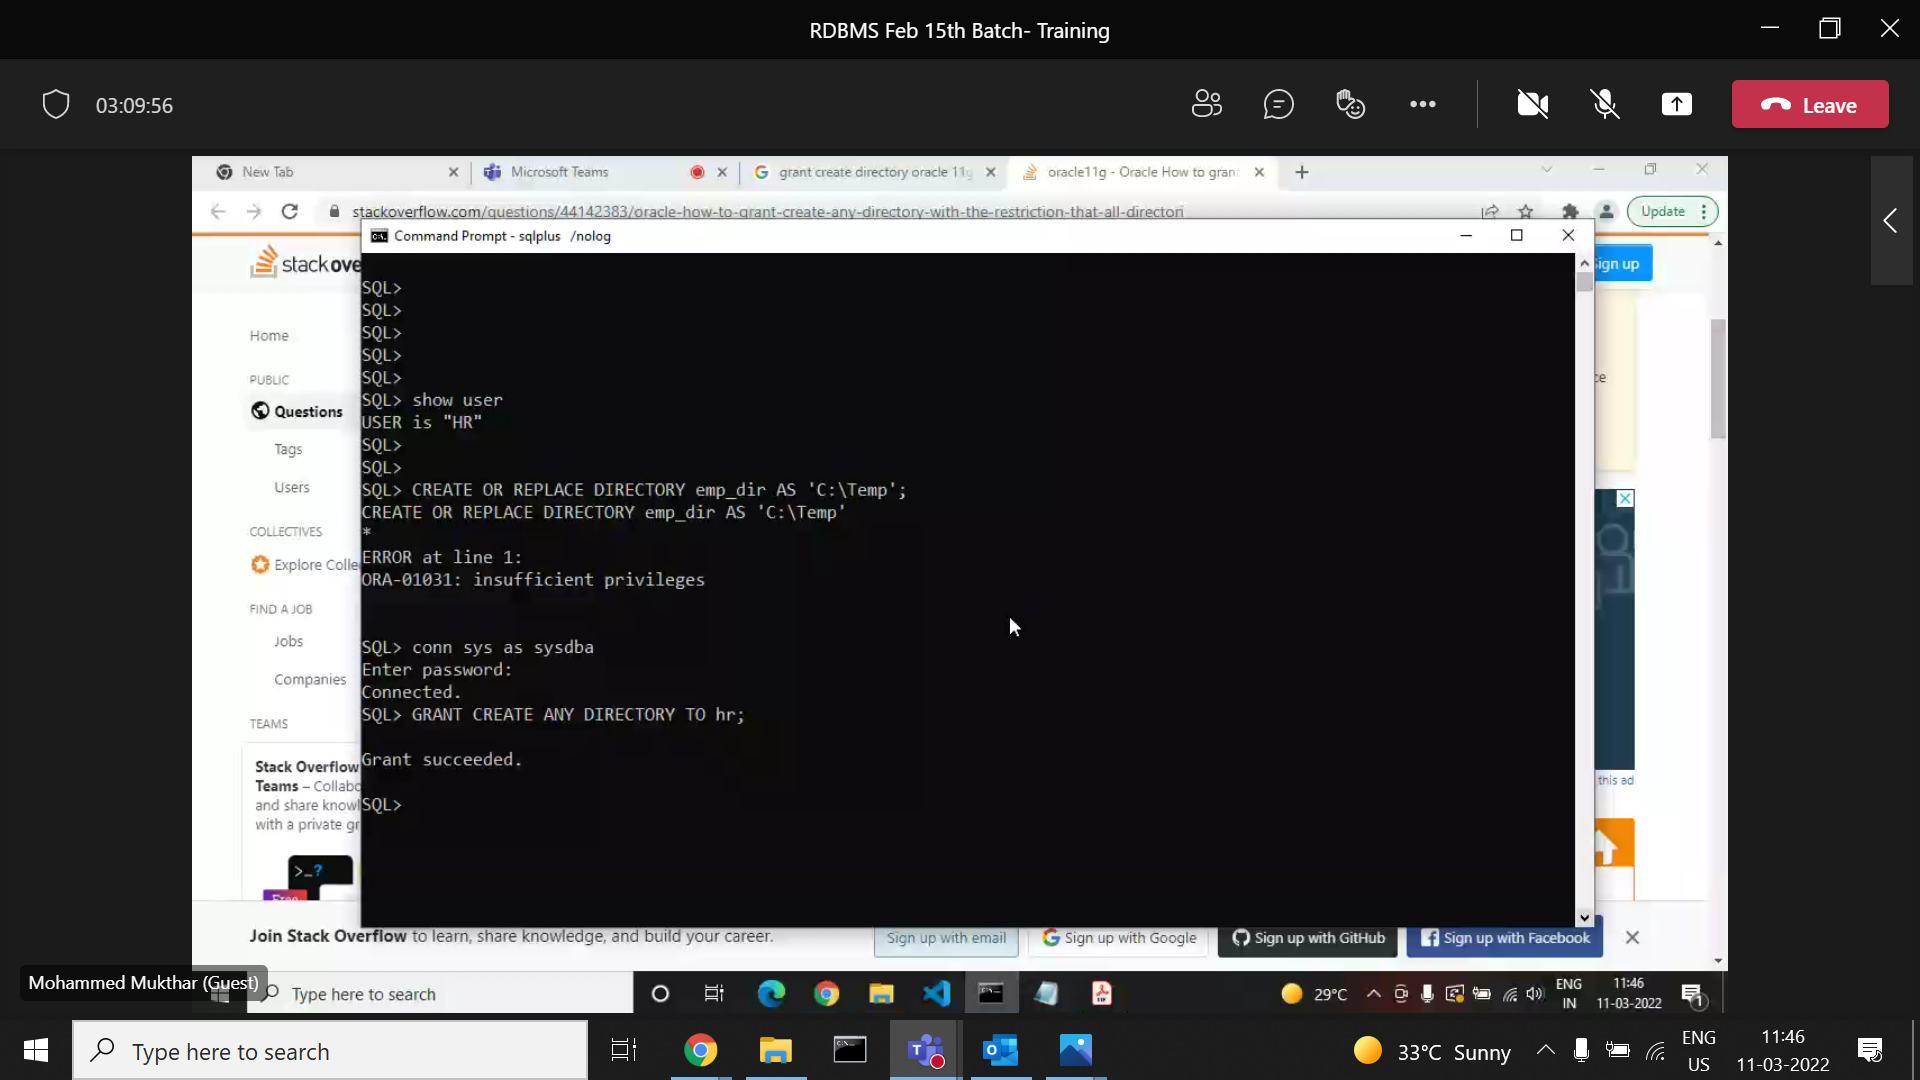 RDBMS Feb 15th Batch- Training
03:09:56
Leave
New Tab
Microsoft Teams
grant create directory oracle 11g
oracle11g - Oracle How to gran
stackoverflow.com/questions/44142383/oracle-how-to-grant-create-any-directory-with-the-restriction-that-all-directori
Update
Command Prompt - sqlplus /nolog
stack
Sign up
SQL>
SQL>
SQL>
SQL>
SQL>
SQL> show user
USER is "HR"
SQL>
SQL>
SQL> CREATE OR REPLACE DIRECTORY emp_dir AS 'C:\Temp';
CREATE OR REPLACE DIRECTORY emp_dir AS 'C:\Temp'
*
ERROR at line 1:
ORA-01031: insufficient privileges
SQL> conn sys as sysdba
Enter password:
Connected.
SQL> GRANT CREATE ANY DIRECTORY TO hr;
Grant succeeded.
SQL>
Home
PUBLIC
Questions
Tags
Users
COLLECTIVES
Explore Colle
FIND A JOB
Jobs
Companies
TEAMS
Stack Overflow
Teams – Collabo
and share knowl
with a private gr
>_?
Free
this ad
Join Stack Overflow to learn, share knowledge, and build your career.
Sign up with email
Sign up with Google
Sign up with GitHub
Sign up with Facebook
Mohammed Mukthar (Guest)
Type here to search
29°C
ENG
IN
11:46
11-03-2022
1
Type here to search
33°C Sunny
ENG
US
11:46
11-03-2022